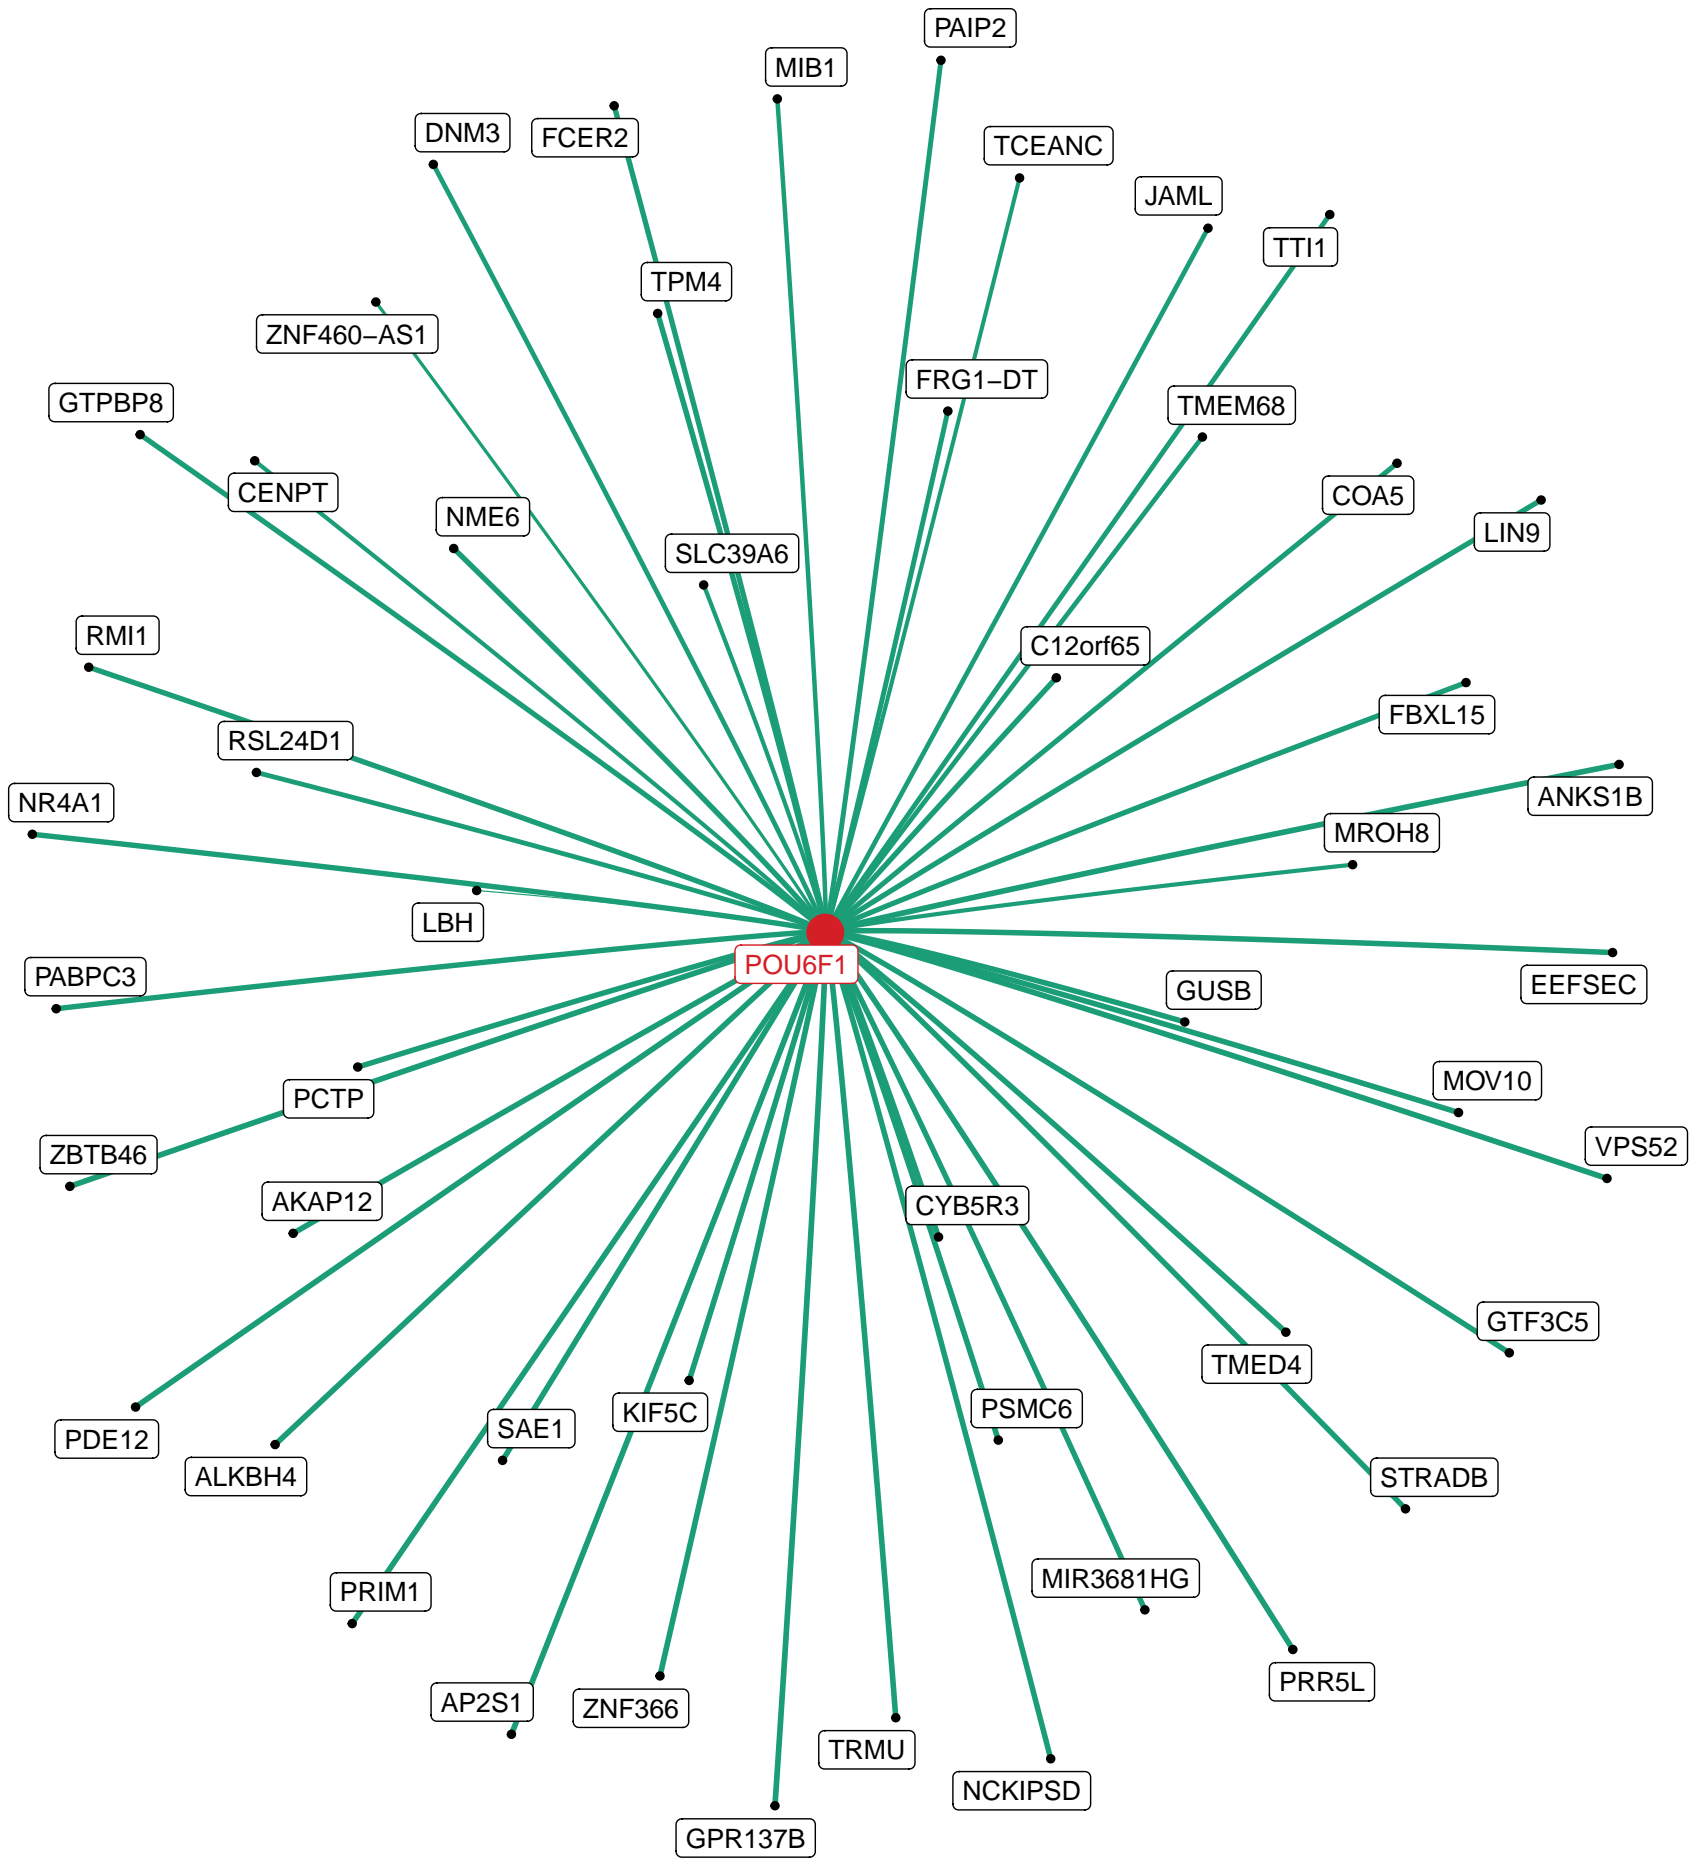 PAIP2
MIB1
DNM3
FCER2
TCEANC
JAML
TTI1
TPM4
ZNF460−AS1
FRG1−DT
GTPBP8
TMEM68
CENPT
COA5
NME6
LIN9
SLC39A6
RMI1
C12orf65
FBXL15
RSL24D1
ANKS1B
NR4A1
MROH8
LBH
POU6F1
PABPC3
EEFSEC
GUSB
MOV10
PCTP
VPS52
ZBTB46
AKAP12
CYB5R3
GTF3C5
TMED4
PSMC6
KIF5C
SAE1
PDE12
ALKBH4
STRADB
MIR3681HG
PRIM1
PRR5L
AP2S1
ZNF366
TRMU
NCKIPSD
GPR137B